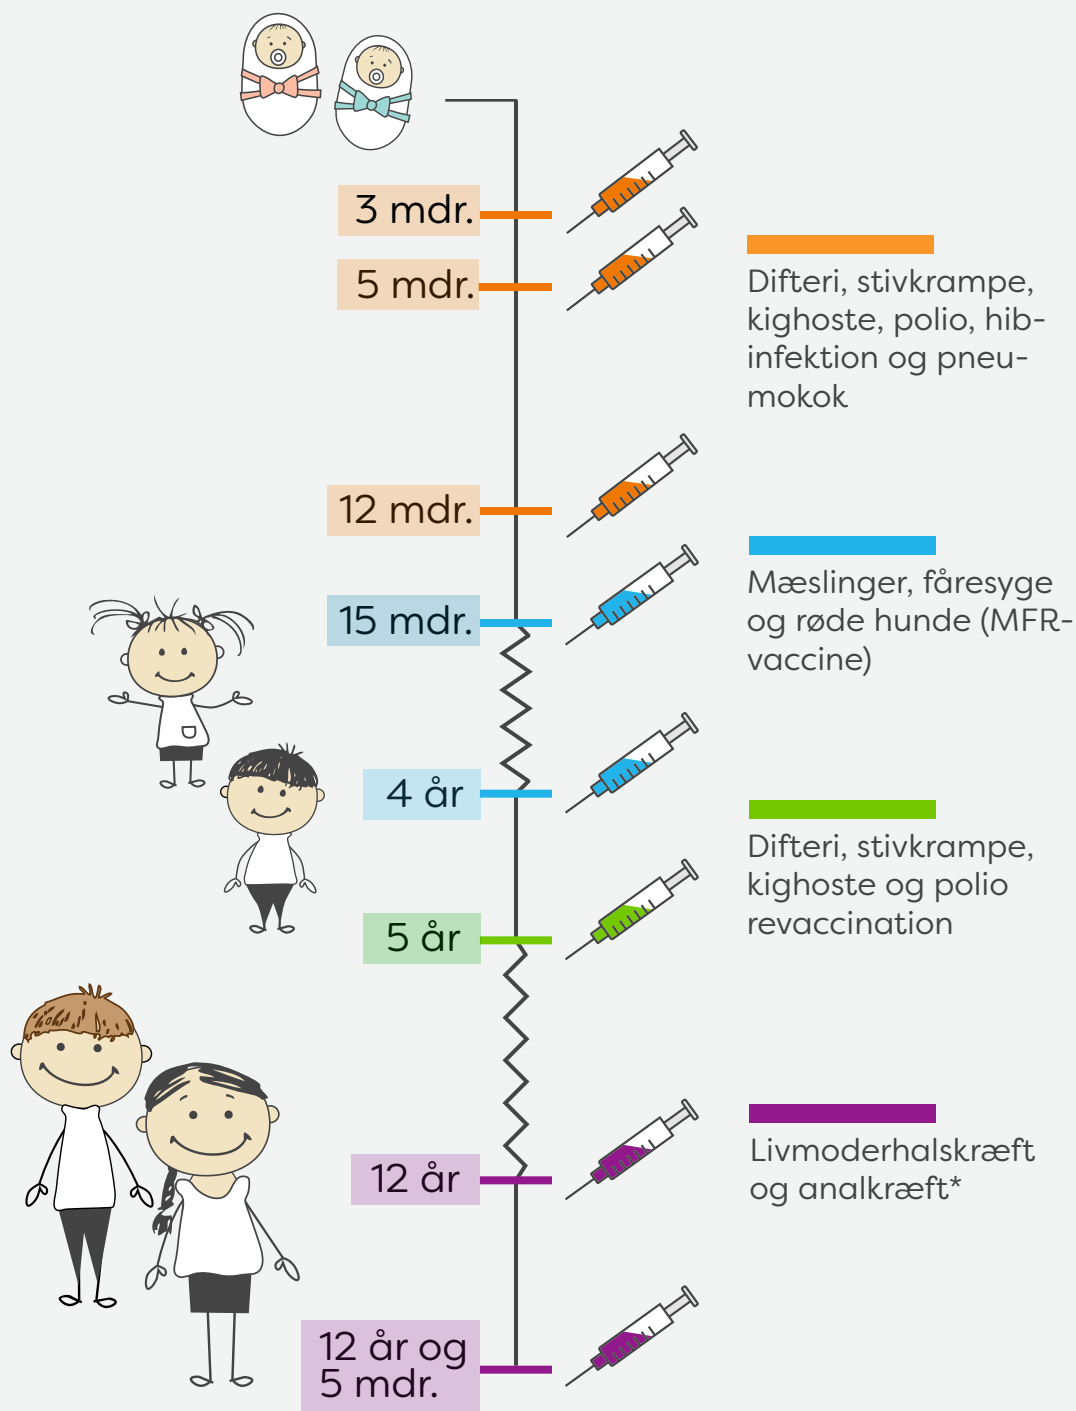 3 mdr.
5 mdr.
Difteri, stivkrampe,
kighoste, polio, hib-
infektion og pneu-
mokok
12 mdr.
15 mdr.
Mæslinger, fåresyge
og røde hunde (MFR-
vaccine)
4 år
5 år
Difteri, stivkrampe,
kighoste og polio
revaccination
12 år
Livmoderhalskræft
og analkræft*
12 år og
5 mdr.